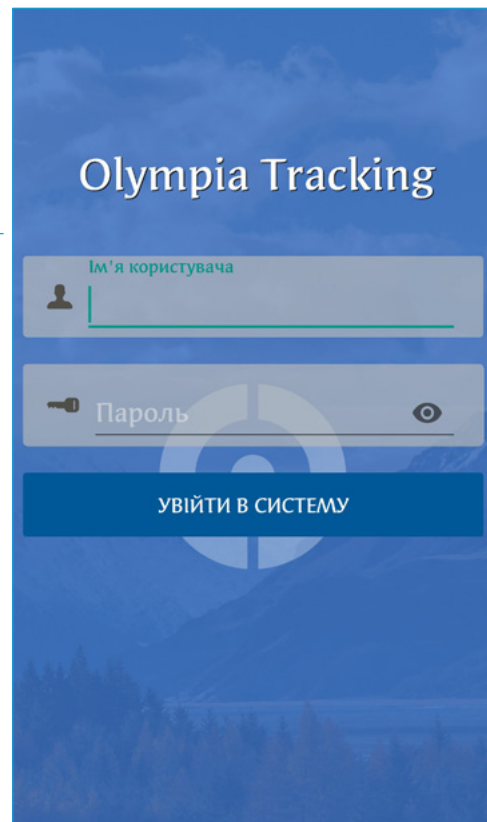 Olympia Tracking
Ім'я користувача
Пароль
УВІЙТИ В СИСТЕМУ